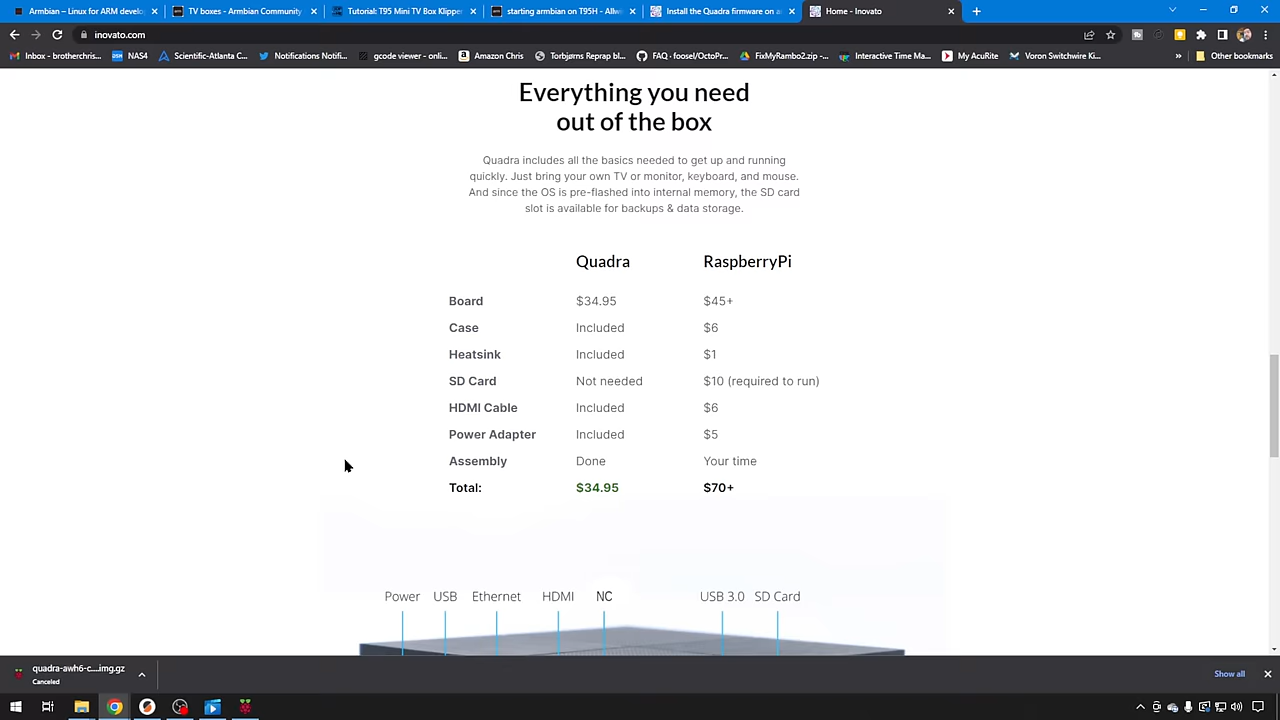 Armbian – Linux for ARM develo
TV boxes - Armbian Community
Tutorial: T95 Mini TV Box Klipper
starting armbian on T95H - Allw
Install the Quadra firmware on a
Home - Inovato
inovato.com
Inbox - brotherchris...
NAS4
Scientific-Atlanta C...
Notifications Notifi...
gcode viewer - onli...
Amazon Chris
Torbjørns Reprap bl...
FAQ · foosel/OctoPr...
FixMyRambo2.zip -...
Interactive Time Ma...
My AcuRite
Voron Switchwire Ki...
»
Other bookmarks
Everything you need
out of the box
Quadra includes all the basics needed to get up and running
quickly. Just bring your own TV or monitor, keyboard, and mouse.
And since the OS is pre-flashed into internal memory, the SD card
slot is available for backups & data storage.
Quadra RaspberryPi
Board $34.95 $45+
Case Included $6
Heatsink Included $1
SD Card Not needed $10 (required to run)
HDMI Cable Included $6
Power Adapter Included $5
Assembly Done Your time
Total: $34.95 $70+
Power USB Ethernet HDMI NC USB 3.0 SD Card
quadra-awh6-c....img.gz
Canceled
Show all